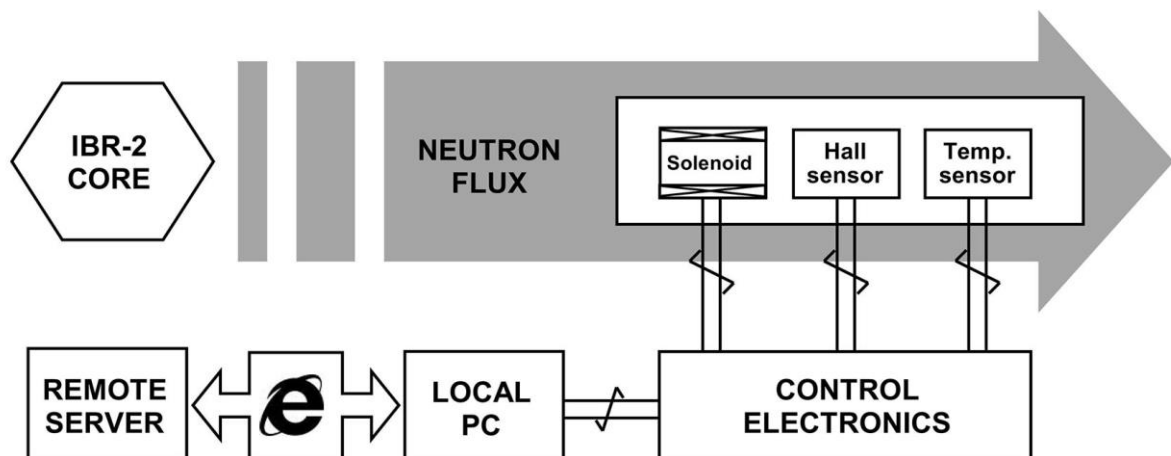 IBR-2
CORE
NEUTRON
FLUX
Solenoid
Hall
sensor
Temp.
sensor
REMOTE
SERVER
e
LOCAL
PC
CONTROL
ELECTRONICS